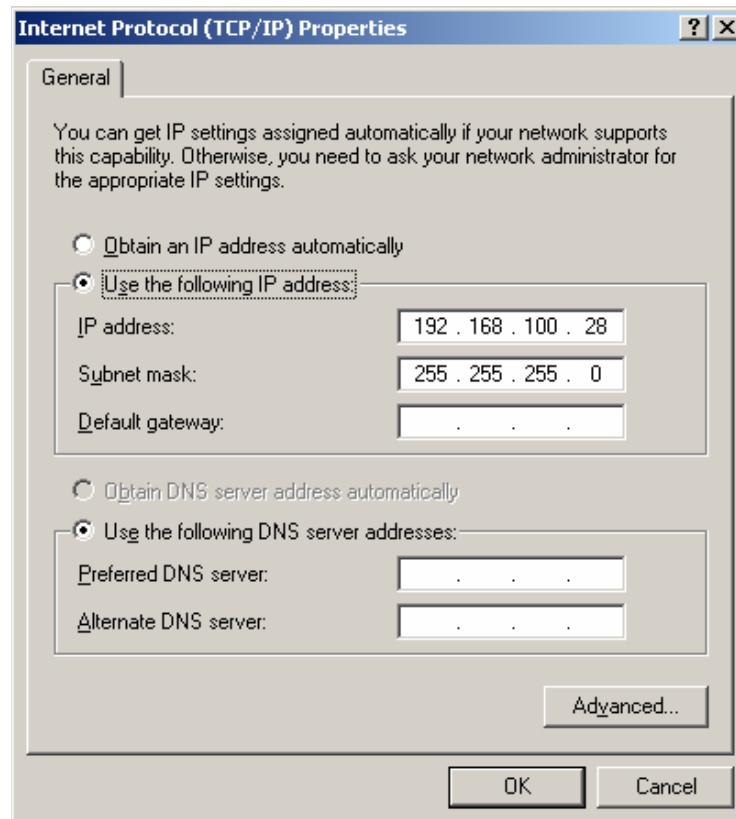 Internet Protocol (TCP/IP) Properties
General
You can get IP settings assigned automatically if your network supports
this capability. Otherwise, you need to ask your network administrator for
the appropriate IP settings.
Obtain an IP address automatically
Use the following IP address:
IP address: 192 . 168 . 100 . 28
Subnet mask: 255 . 255 . 255 . 0
Default gateway: . . .
Obtain DNS server address automatically
Use the following DNS server addresses:
Preferred DNS server: . . .
Alternate DNS server: . . .
Advanced...
OK Cancel